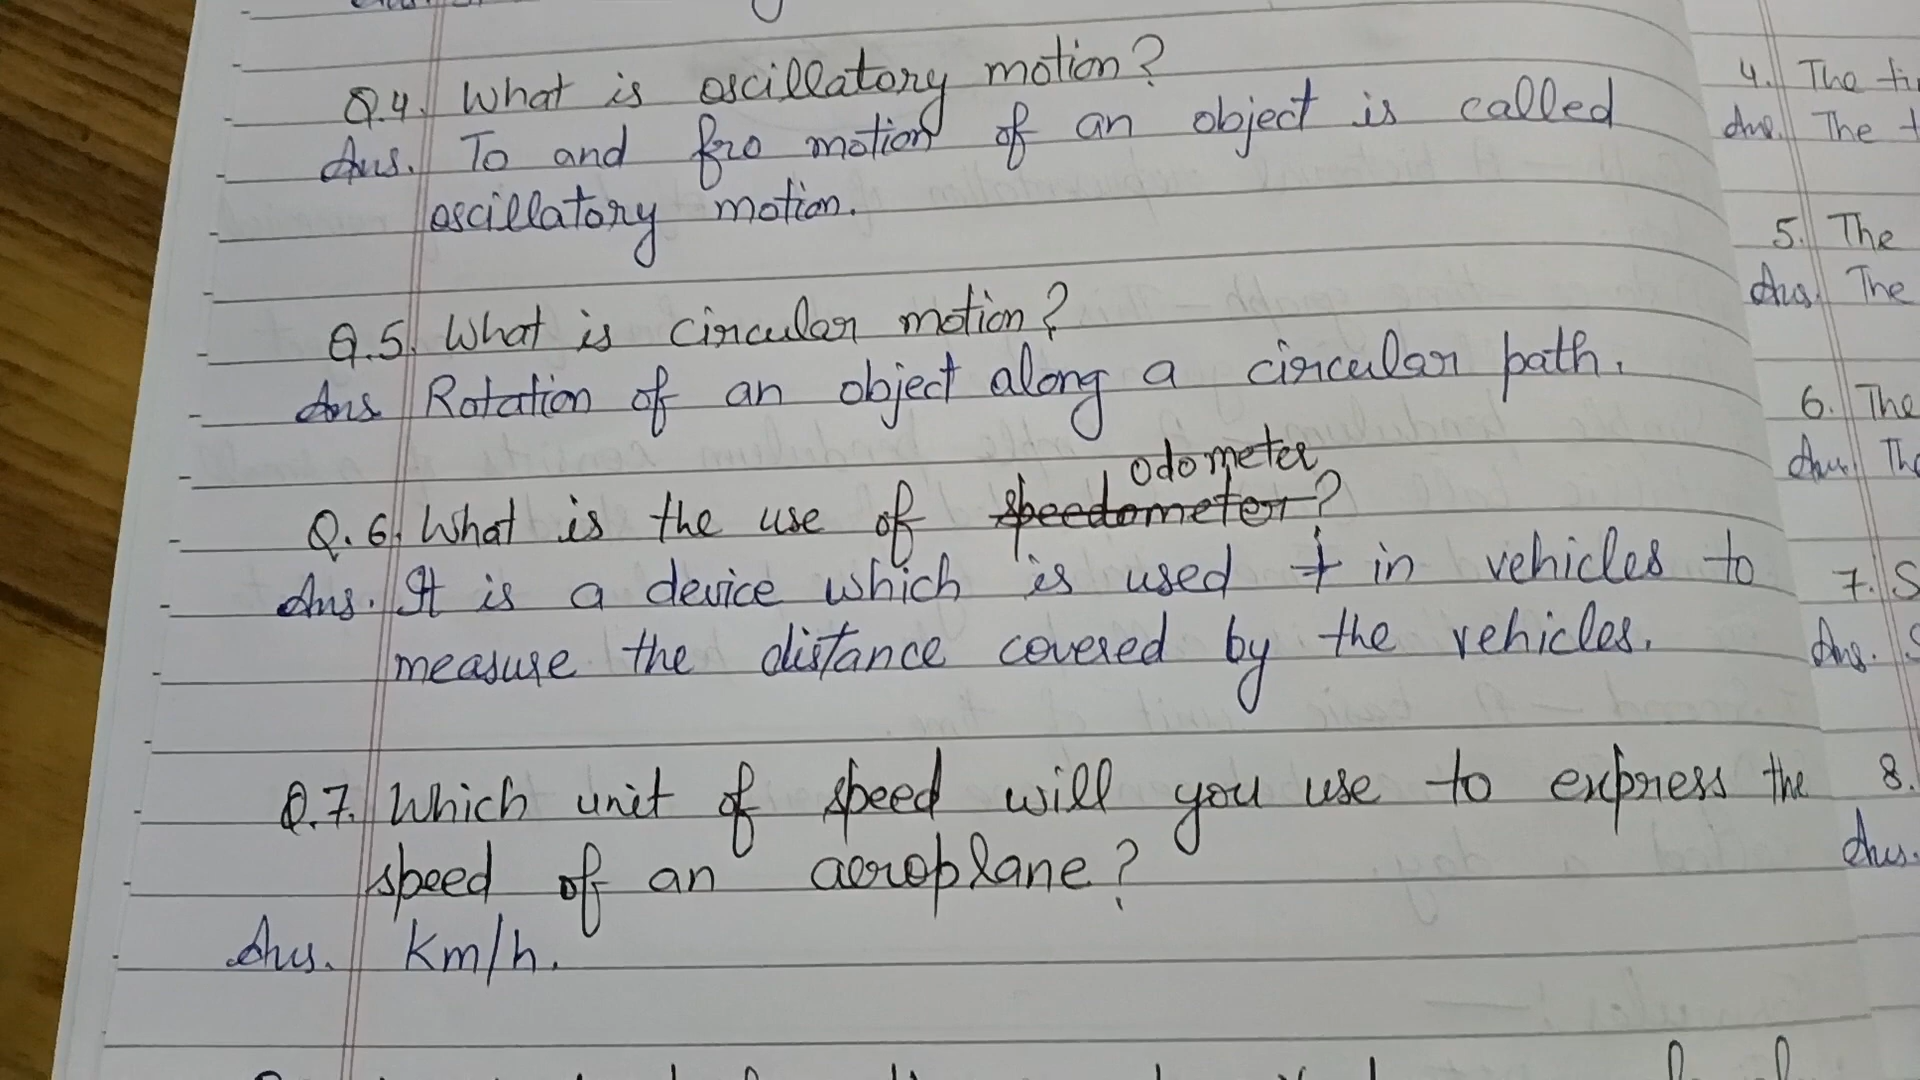 Q.4. What is oscillatory motion?
Ans. To and fro motion of an object is called
oscillatory motion.
Q.5. What is circular motion?
Ans Rotation of an object along a circular path.
odometer
Q.6. What is the use of speedometer?
Ans. It is a device which is used in vehicles to
measure the distance covered by the vehicles.
Q.7. Which unit of speed will you use to express the
speed of an aeroplane?
Ans. km/h.
4. The
Ans. The
5. The
Ans. The
6. The
Ans. The
7. S
Ans. S
8.
Ans.